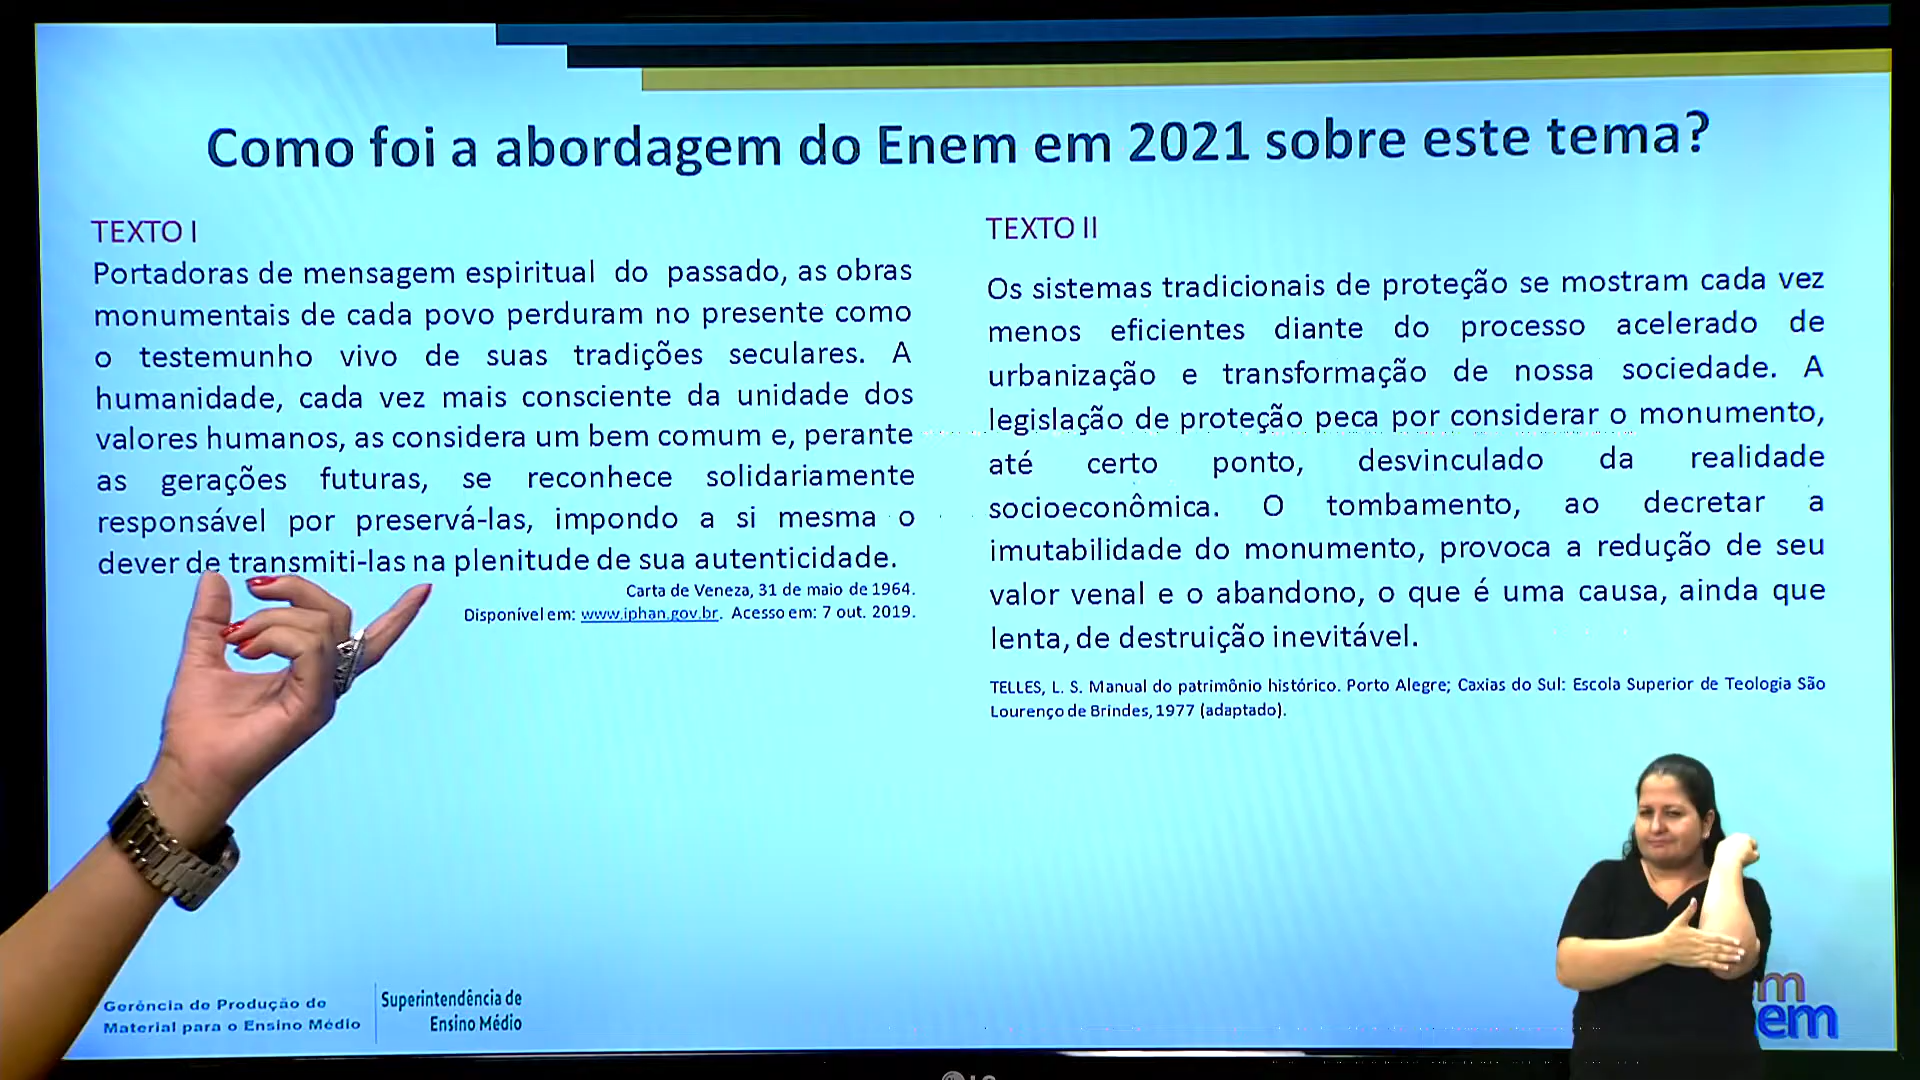 Como foi a abordagem do Enem em 2021 sobre este tema?
TEXTO I
Portadoras de mensagem espiritual do passado, as obras
monumentais de cada povo perduram no presente como
o testemunho vivo de suas tradições seculares. A
humanidade, cada vez mais consciente da unidade dos
valores humanos, as considera um bem comum e, perante
as gerações futuras, se reconhece solidariamente
responsável por preservá-las, impondo a si mesma o
dever de transmiti-las na plenitude de sua autenticidade.
Carta de Veneza, 31 de maio de 1964.
Disponível em: www.iphan.gov.br. Acesso em: 7 out. 2019.
TEXTO II
Os sistemas tradicionais de proteção se mostram cada vez
menos eficientes diante do processo acelerado de
urbanização e transformação de nossa sociedade. A
legislação de proteção peca por considerar o monumento,
até certo ponto, desvinculado da realidade
socioeconômica. O tombamento, ao decretar a
imutabilidade do monumento, provoca a redução de seu
valor venal e o abandono, o que é uma causa, ainda que
lenta, de destruição inevitável.
TELLES, L. S. Manual do patrimônio histórico. Porto Alegre; Caxias do Sul: Escola Superior de Teologia São
Lourenço de Brindes, 1977 (adaptado).
Gerência de Produção de
Material para o Ensino Médio
Superintendência de
Ensino Médio
m
em